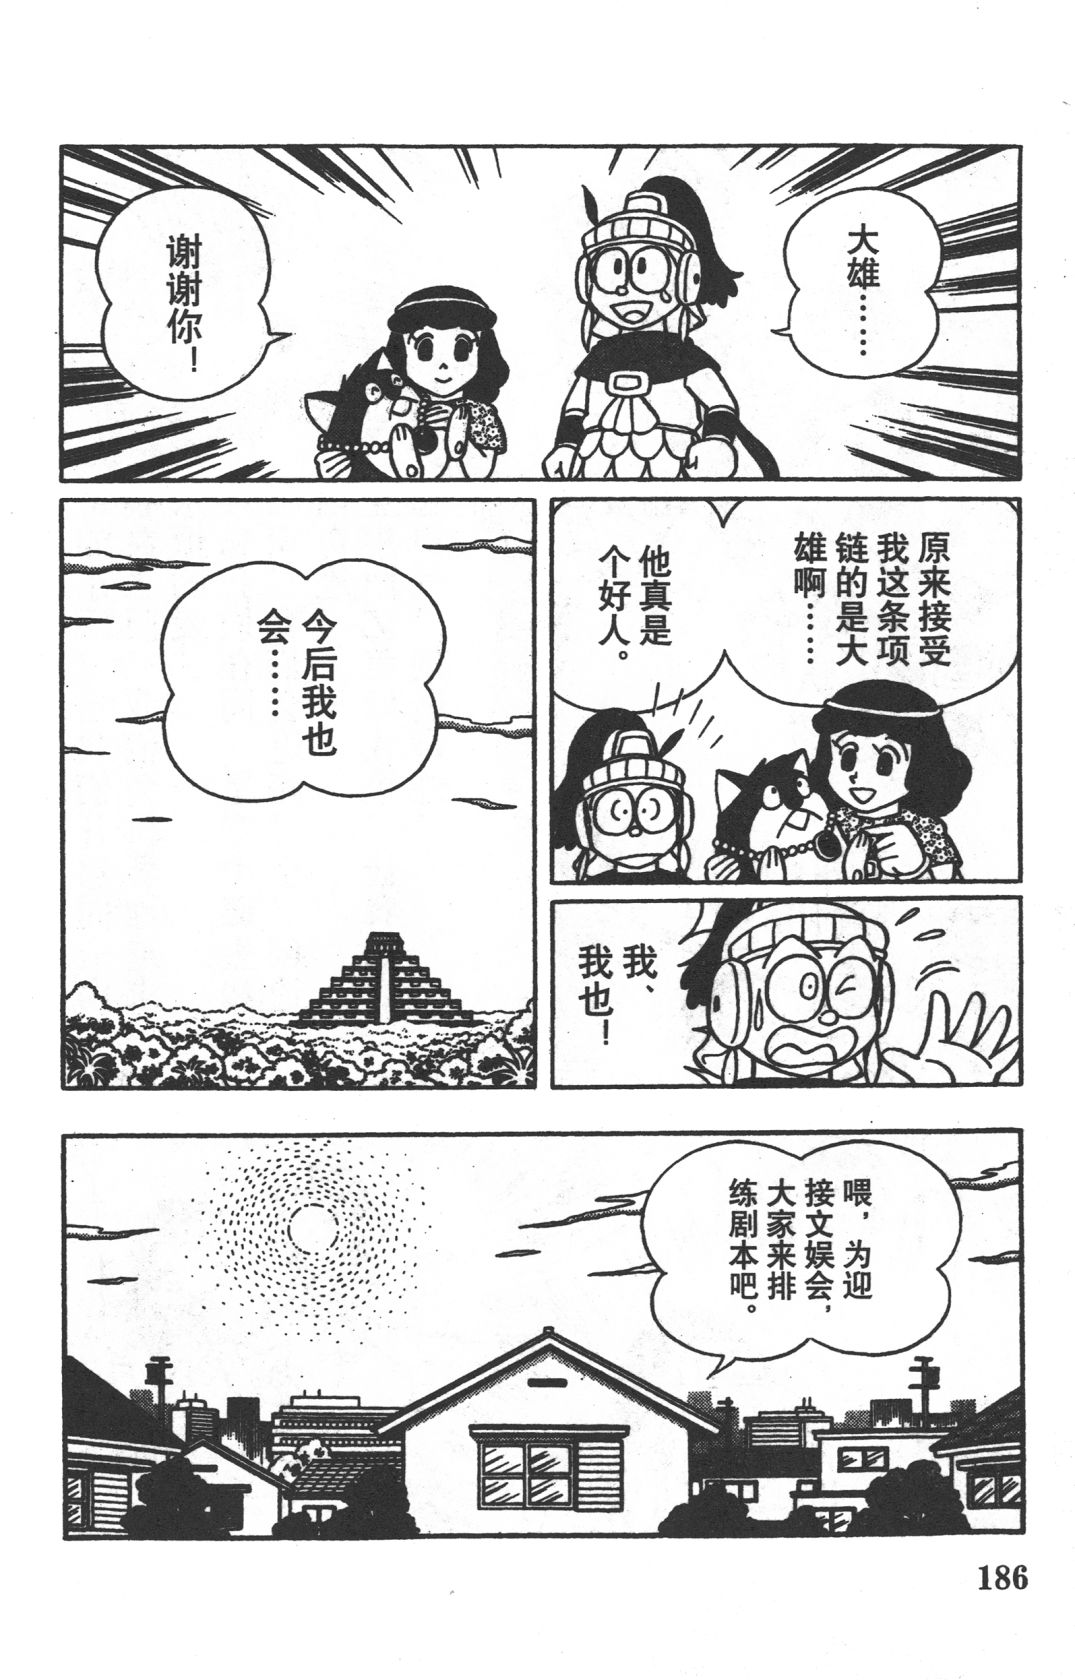 大雄……
谢谢你！
原来接受
我这条项
链的是大
雄啊……
他真是
个好人。
我、
我也！
今后我也
会……
喂，为迎
接文娱会，
大家来排
练剧本吧。
186